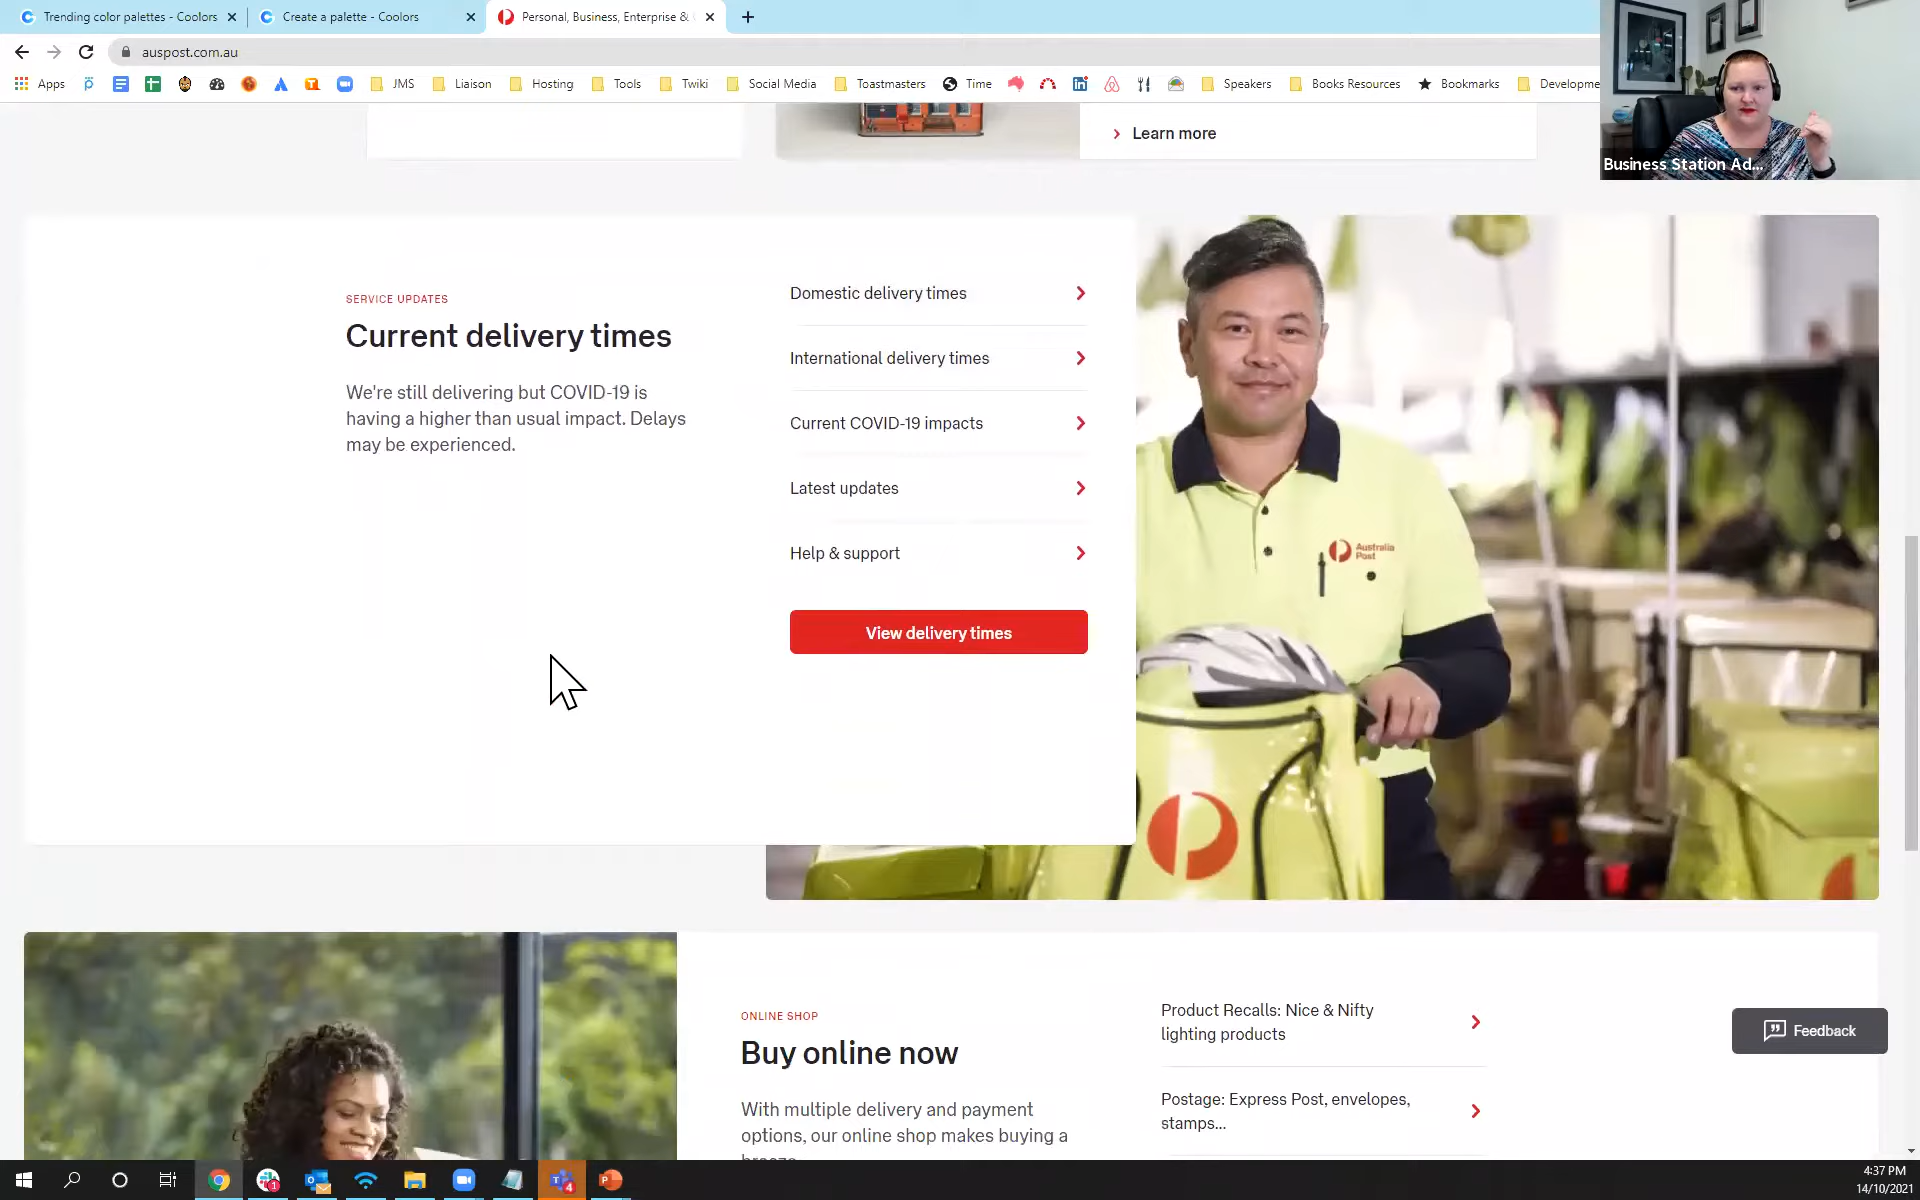 Trending color palettes - Coolors
Create a palette - Coolors
Personal, Business, Enterprise &
auspost.com.au
Apps
JMS
Liaison
Hosting
Tools
Twiki
Social Media
Toastmasters
Time
Speakers
Books Resources
Bookmarks
Developme
Business Station Ad...
Learn more
SERVICE UPDATES
Current delivery times
We're still delivering but COVID-19 is
having a higher than usual impact. Delays
may be experienced.
Domestic delivery times
International delivery times
Current COVID-19 impacts
Latest updates
Help & support
View delivery times
Australia
Post
ONLINE SHOP
Buy online now
With multiple delivery and payment
options, our online shop makes buying a
breeze
Product Recalls: Nice & Nifty
lighting products
Postage: Express Post, envelopes,
stamps...
Feedback
4:37 PM
14/10/2021